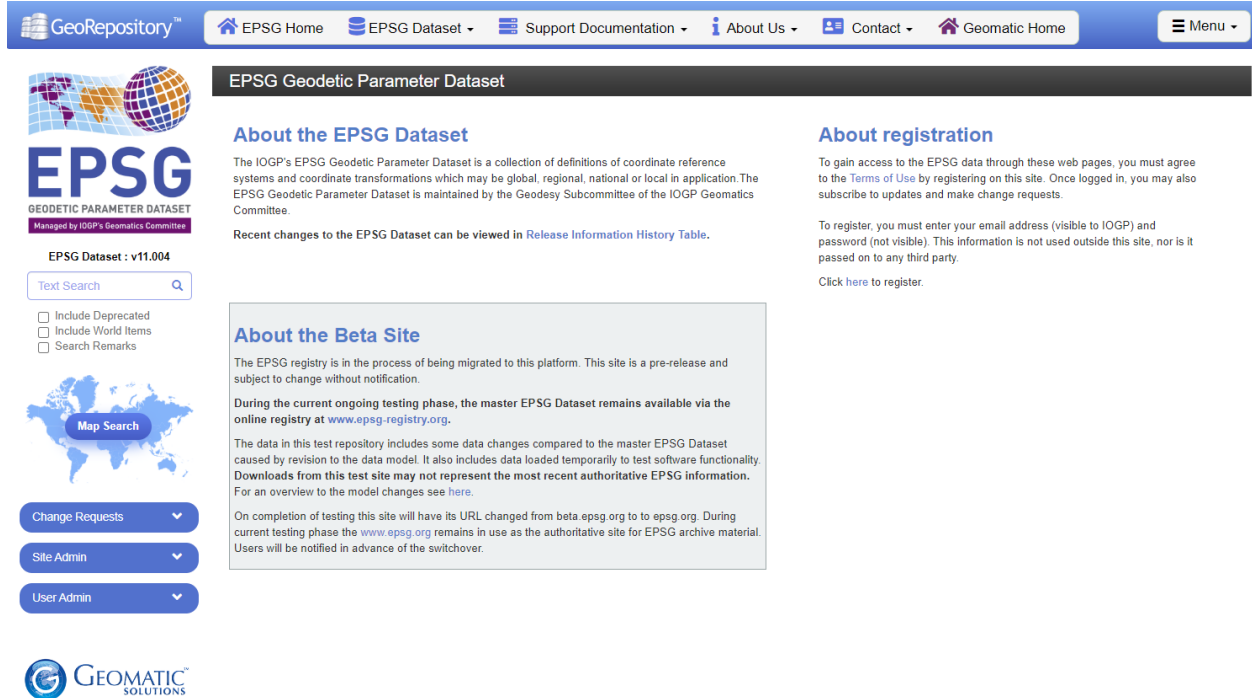 GeoRepository™
EPSG Home
EPSG Dataset
Support Documentation
About Us
Contact
Geomatic Home
Menu
EPSG
GEODETIC PARAMETER DATASET
Managed by IOGP's Geomatics Committee
EPSG Dataset : v11.004
Text Search
Include Deprecated
Include World Items
Search Remarks
Map Search
Change Requests
Site Admin
User Admin
GEOMATIC™
SOLUTIONS
EPSG Geodetic Parameter Dataset
About the EPSG Dataset
The IOGP's EPSG Geodetic Parameter Dataset is a collection of definitions of coordinate reference
systems and coordinate transformations which may be global, regional, national or local in application.The
EPSG Geodetic Parameter Dataset is maintained by the Geodesy Subcommittee of the IOGP Geomatics
Committee.
Recent changes to the EPSG Dataset can be viewed in Release Information History Table.
About the Beta Site
The EPSG registry is in the process of being migrated to this platform. This site is a pre-release and
subject to change without notification.
During the current ongoing testing phase, the master EPSG Dataset remains available via the
online registry at www.epsg-registry.org.
The data in this test repository includes some data changes compared to the master EPSG Dataset
caused by revision to the data model. It also includes data loaded temporarily to test software functionality.
Downloads from this test site may not represent the most recent authoritative EPSG information.
For an overview to the model changes see here.
On completion of testing this site will have its URL changed from beta.epsg.org to to epsg.org. During
current testing phase the www.epsg.org remains in use as the authoritative site for EPSG archive material.
Users will be notified in advance of the switchover.
About registration
To gain access to the EPSG data through these web pages, you must agree
to the Terms of Use by registering on this site. Once logged in, you may also
subscribe to updates and make change requests.
To register, you must enter your email address (visible to IOGP) and
password (not visible). This information is not used outside this site, nor is it
passed on to any third party.
Click here to register.